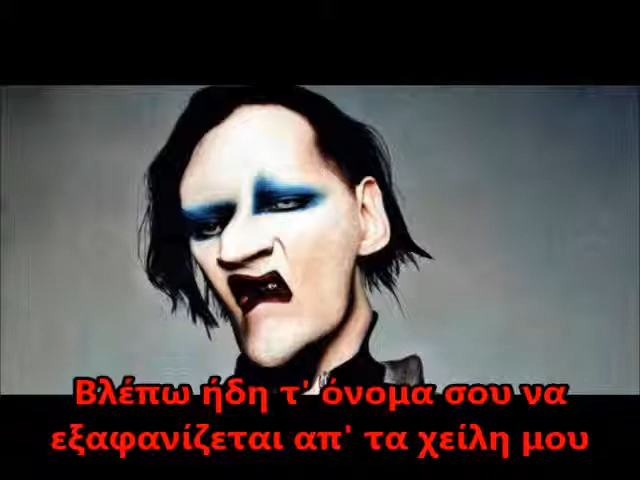 Βλέπω ήδη τ' όνομα σου να
εξαφανίζεται απ' τα χείλη μου